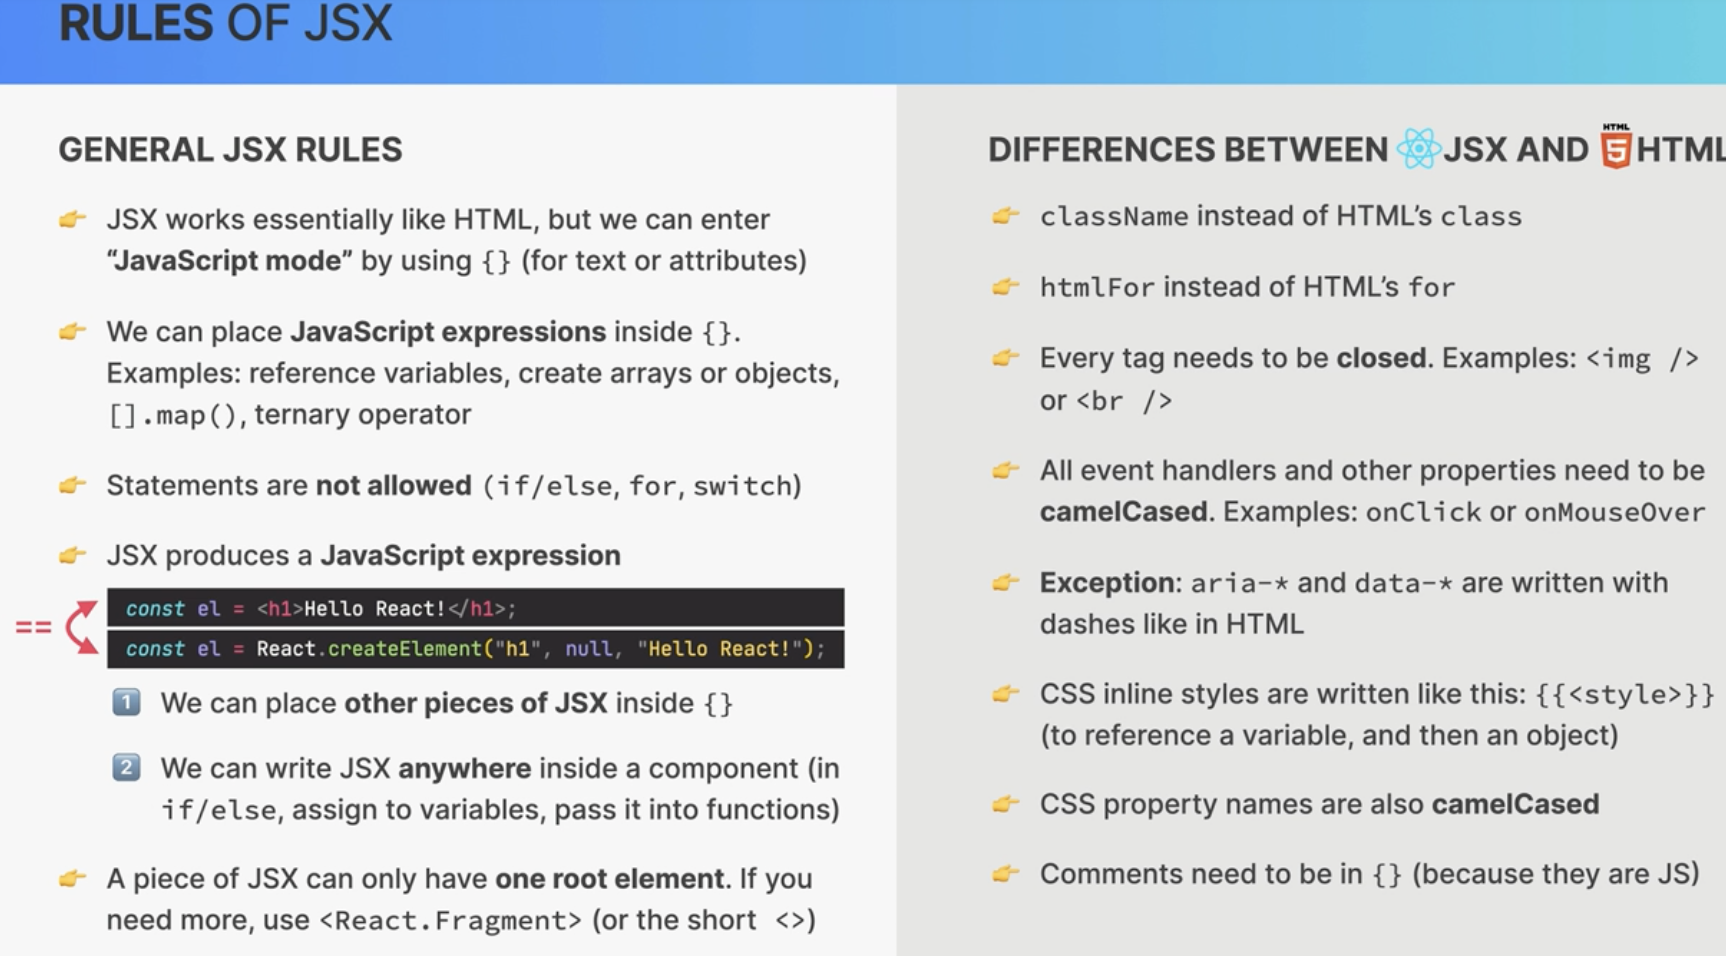 RULES OF JSX
GENERAL JSX RULES
👉 JSX works essentially like HTML, but we can enter
“JavaScript mode” by using {} (for text or attributes)
👉 We can place JavaScript expressions inside {}.
Examples: reference variables, create arrays or objects,
[].map(), ternary operator
👉 Statements are not allowed (if/else, for, switch)
👉 JSX produces a JavaScript expression
const el = <h1>Hello React!</h1>;
==
const el = React.createElement("h1", null, "Hello React!");
1 We can place other pieces of JSX inside {}
2 We can write JSX anywhere inside a component (in
if/else, assign to variables, pass it into functions)
👉 A piece of JSX can only have one root element. If you
need more, use <React.Fragment> (or the short <>)
DIFFERENCES BETWEEN JSX AND HTML 5 HTML
👉 className instead of HTML’s class
👉 htmlFor instead of HTML’s for
👉 Every tag needs to be closed. Examples: <img />
or <br />
👉 All event handlers and other properties need to be
camelCased. Examples: onClick or onMouseOver
👉 Exception: aria-* and data-* are written with
dashes like in HTML
👉 CSS inline styles are written like this: {{<style>}}
(to reference a variable, and then an object)
👉 CSS property names are also camelCased
👉 Comments need to be in {} (because they are JS)